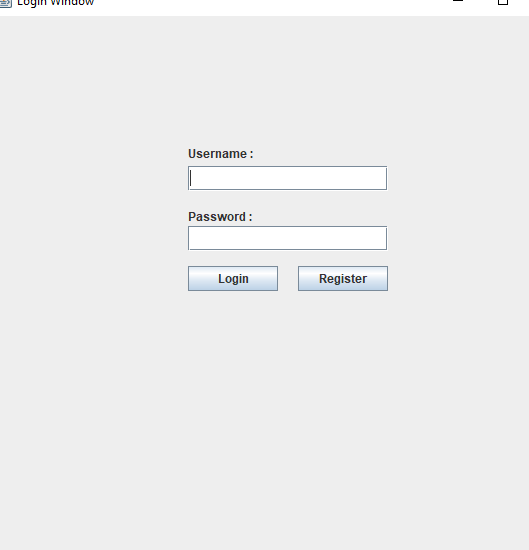 Login Window
Username :
Password :
Login
Register